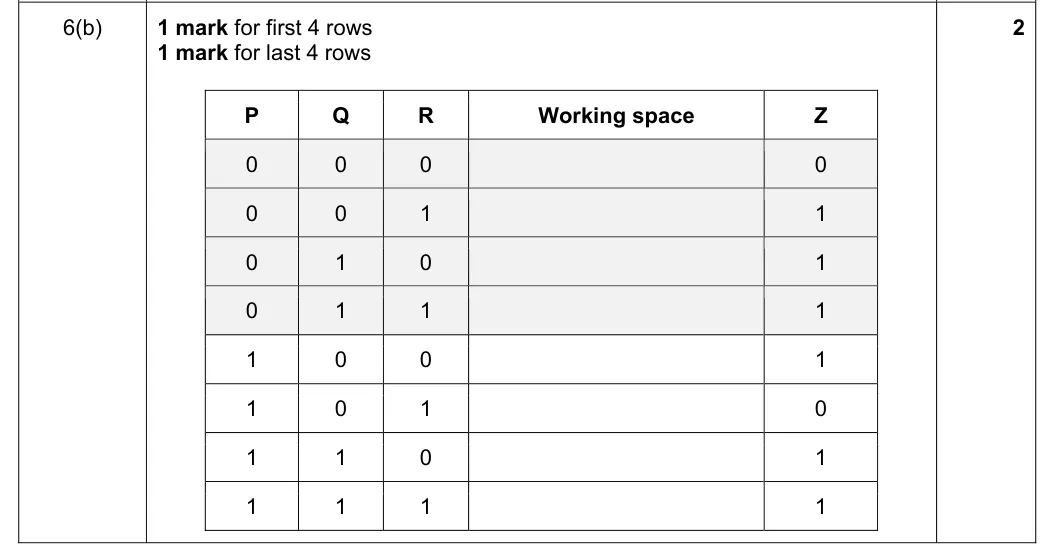 6(b) 1 mark for first 4 rows 2
1 mark for last 4 rows
P Q R Working space Z
0 0 0 0
0 0 1 1
0 1 0 1
0 1 1 1
1 0 0 1
1 0 1 0
1 1 0 1
1 1 1 1